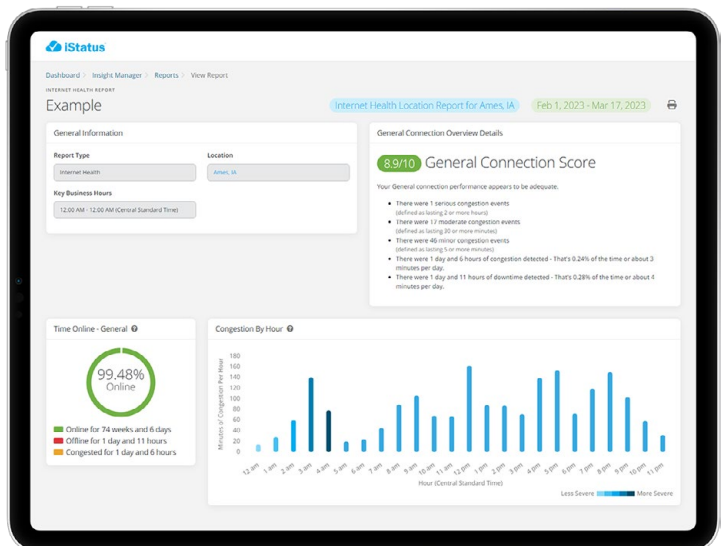 iStatus
Dashboard > Insight Manager > Reports > View Report
INTERNET HEALTH REPORT
Example
Internet Health Location Report for Ames, IA
Feb 1, 2023 - Mar 17, 2023
General Information
Report Type
Internet Health
Location
Ames, IA
Key Business Hours
12:00 AM - 12:00 AM (Central Standard Time)
General Connection Overview Details
8.9/10 General Connection Score
Your General connection performance appears to be adequate.
• There were 1 serious congestion events
(defined as lasting 2 or more hours)
• There were 17 moderate congestion events
(defined as lasting 30 or more minutes)
• There were 46 minor congestion events
(defined as lasting 5 or more minutes)
• There were 1 day and 6 hours of congestion detected - That's 0.24% of the time or about 3
minutes per day.
• There were 1 day and 11 hours of downtime detected - That's 0.28% of the time or about 4
minutes per day.
Time Online - General ?
99.48%
Online
Online for 74 weeks and 6 days
Offline for 1 day and 11 hours
Congested for 1 day and 6 hours
Congestion By Hour ?
Minutes of Congestion Per Hour
180
160
140
120
100
80
60
40
20
0
12 am 1 am 2 am 3 am 4 am 5 am 6 am 7 am 8 am 9 am 10 am 11 am 12 pm 1 pm 2 pm 3 pm 4 pm 5 pm 6 pm 7 pm 8 pm 9 pm 10 pm 11 pm
Hour (Central Standard Time)
Less Severe More Severe